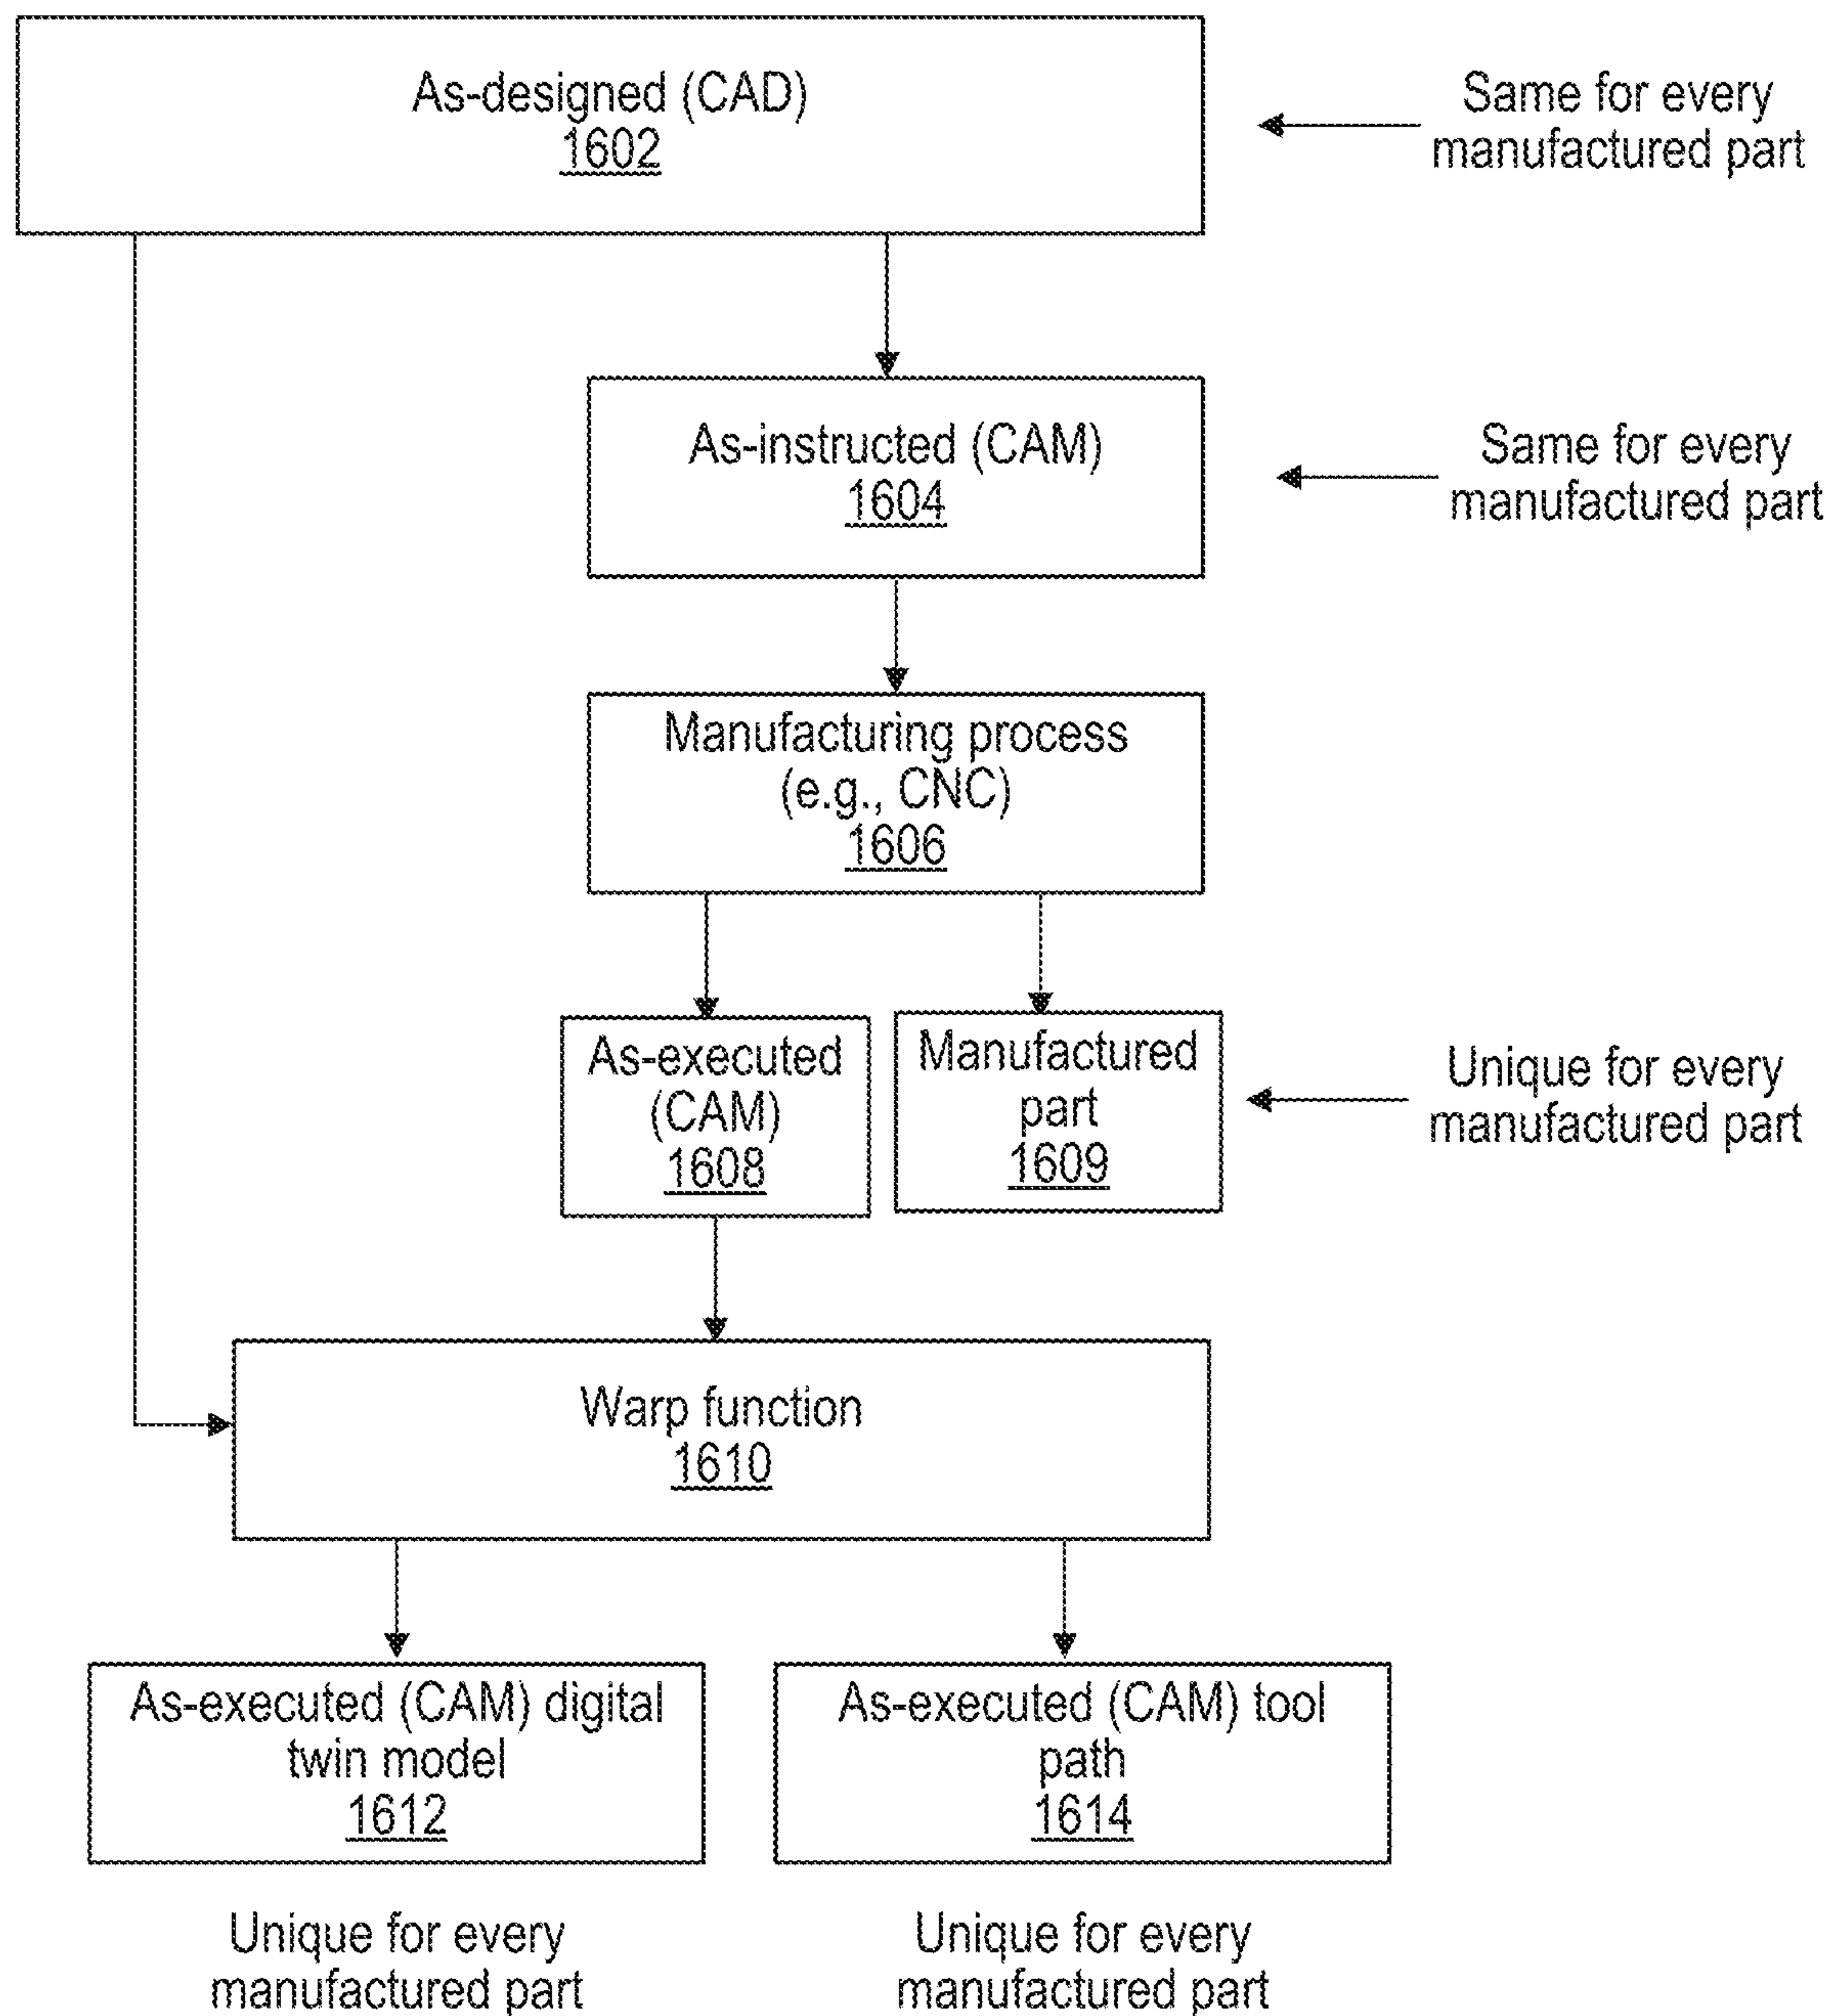 As-designed (CAD)
1602
Same for every
manufactured part
As-instructed (CAM)
1604
Same for every
manufactured part
Manufacturing process
(e.g., CNC)
1606
As-executed
(CAM)
1608
Manufactured
part
1609
Unique for every
manufactured part
Warp function
1610
As-executed (CAM) digital
twin model
1612
As-executed (CAM) tool
path
1614
Unique for every
manufactured part
Unique for every
manufactured part